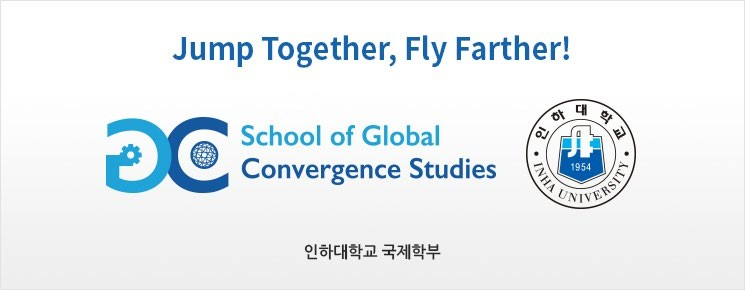 Jump Together, Fly Farther!
GC
School of Global
Convergence Studies
인하대학교
1954
INHA UNIVERSITY
인하대학교 국제학부